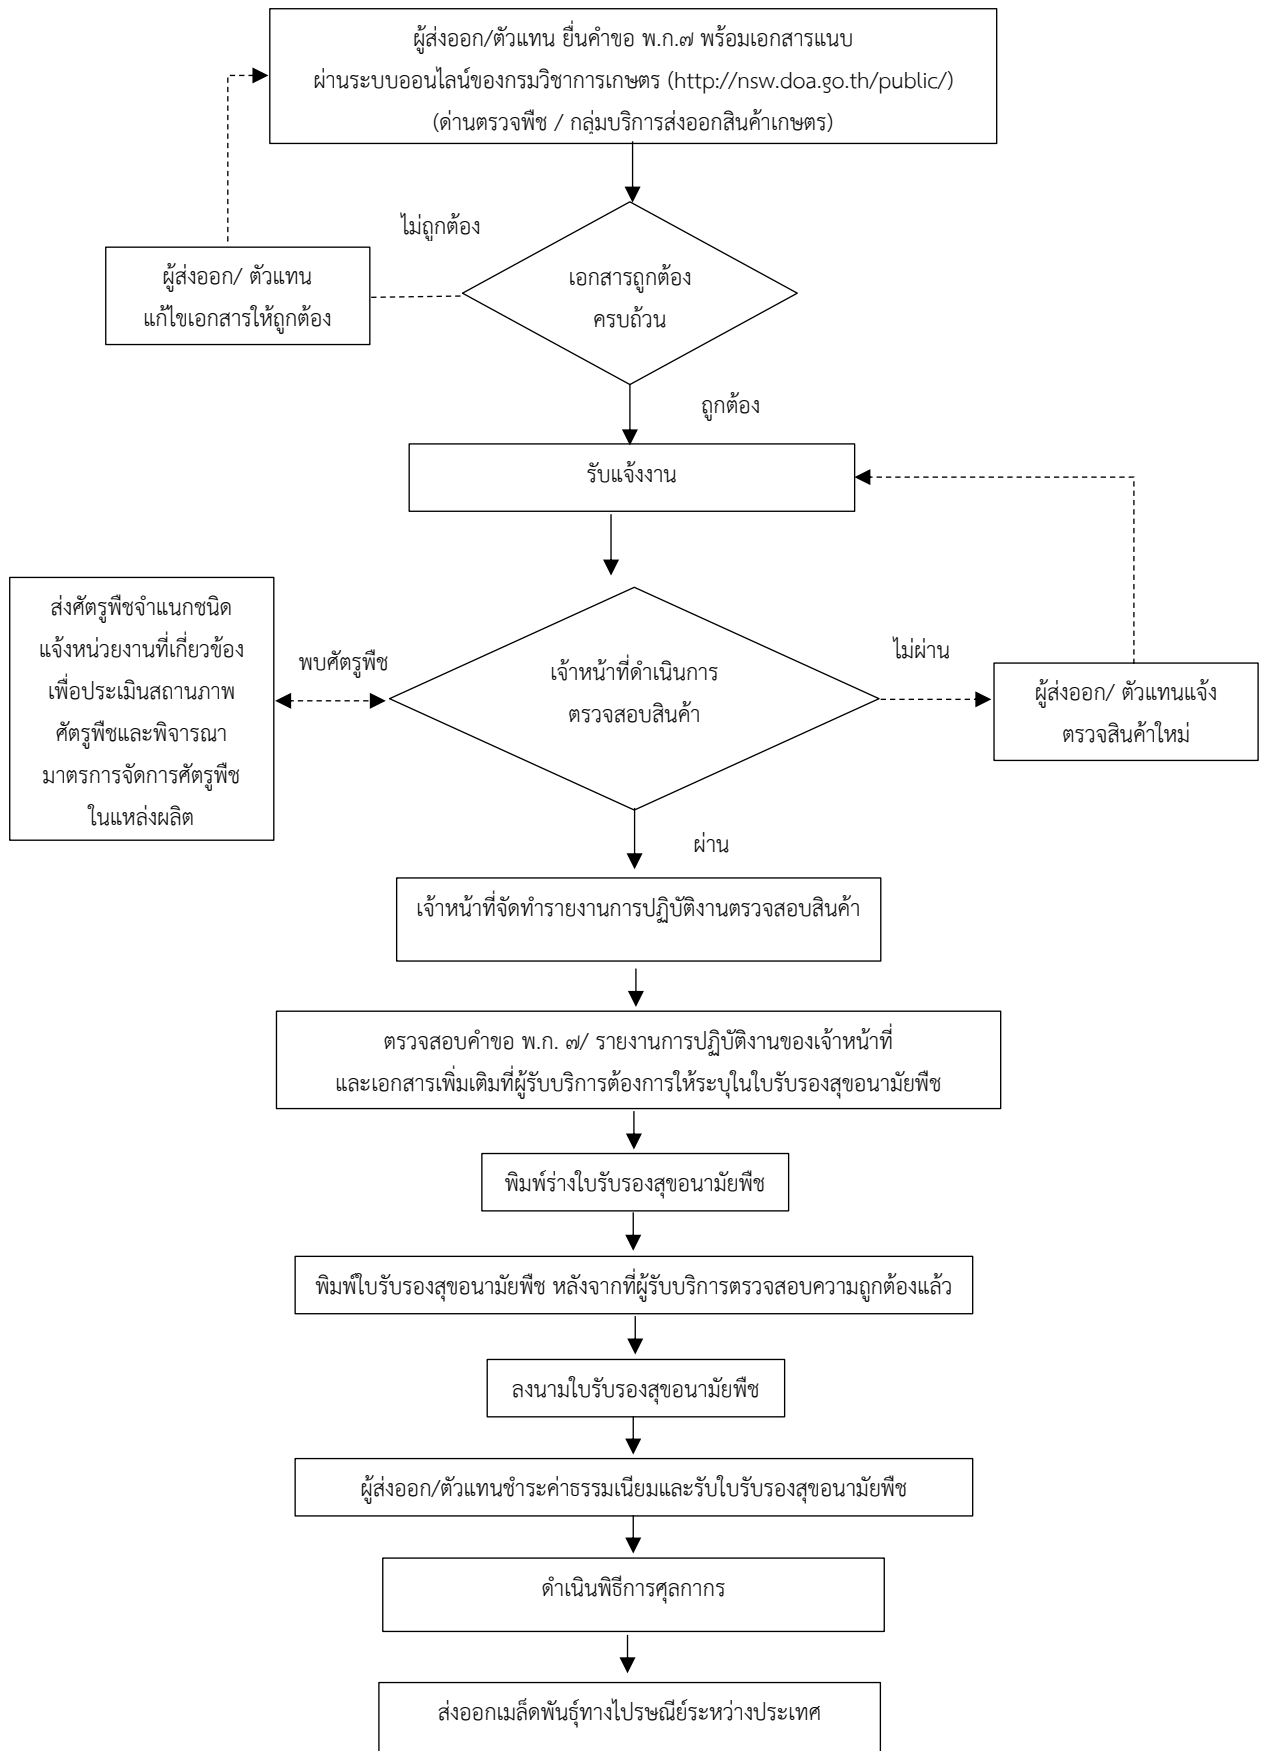 ผู้ส่งออก/ตัวแทน ยื่นคำขอ พ.ก.๗ พร้อมเอกสารแนบ
ผ่านระบบออนไลน์ของกรมวิชาการเกษตร (http://nsw.doa.go.th/public/)
(ด่านตรวจพืช / กลุ่มบริการส่งออกสินค้าเกษตร)
ไม่ถูกต้อง
ผู้ส่งออก/ ตัวแทน
แก้ไขเอกสารให้ถูกต้อง
เอกสารถูกต้อง
ครบถ้วน
ถูกต้อง
รับแจ้งงาน
ส่งศัตรูพืชจำแนกชนิด
แจ้งหน่วยงานที่เกี่ยวข้อง
เพื่อประเมินสถานภาพ
ศัตรูพืชและพิจารณา
มาตรการจัดการศัตรูพืช
ในแหล่งผลิต
พบศัตรูพืช
เจ้าหน้าที่ดำเนินการ
ตรวจสอบสินค้า
ไม่ผ่าน
ผู้ส่งออก/ ตัวแทนแจ้ง
ตรวจสินค้าใหม่
ผ่าน
เจ้าหน้าที่จัดทำรายงานการปฏิบัติงานตรวจสอบสินค้า
ตรวจสอบคำขอ พ.ก. ๗/ รายงานการปฏิบัติงานของเจ้าหน้าที่
และเอกสารเพิ่มเติมที่ผู้รับบริการต้องการให้ระบุในใบรับรองสุขอนามัยพืช
พิมพ์ร่างใบรับรองสุขอนามัยพืช
พิมพ์ใบรับรองสุขอนามัยพืช หลังจากที่ผู้รับบริการตรวจสอบความถูกต้องแล้ว
ลงนามใบรับรองสุขอนามัยพืช
ผู้ส่งออก/ตัวแทนชำระค่าธรรมเนียมและรับใบรับรองสุขอนามัยพืช
ดำเนินพิธีการศุลกากร
ส่งออกเมล็ดพันธุ์ทางไปรษณีย์ระหว่างประเทศ